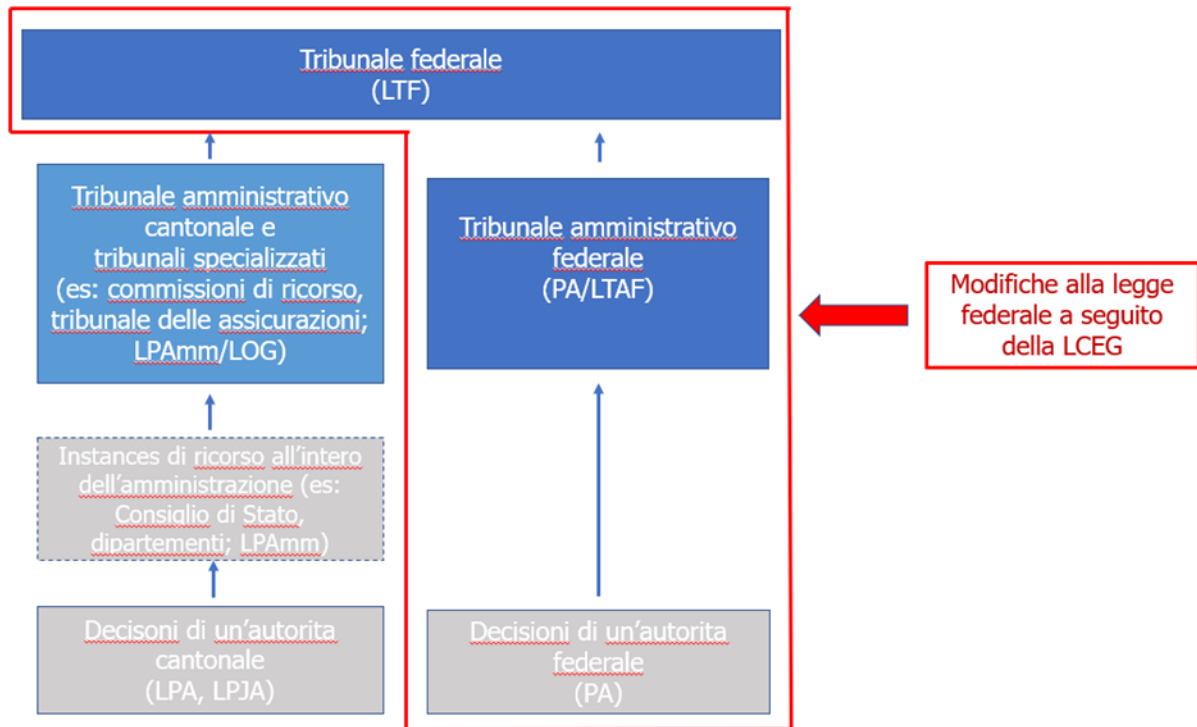 Tribunale federale
(LTF)
Tribunale amministrativo
cantonale e
tribunali specializzati
(es: commissioni di ricorso,
tribunale delle assicurazioni;
LPAmm/LOG)
Tribunale amministrativo
federale
(PA/LTAF)
Modifiche alla legge
federale a seguito
della LCEG
Instances di ricorso all'intero
dell'amministrazione (es:
Consiglio di Stato,
dipartementi; LPAmm)
Decisoni di un'autorita
cantonale
(LPA, LPJA)
Decisioni di un'autorita
federale
(PA)